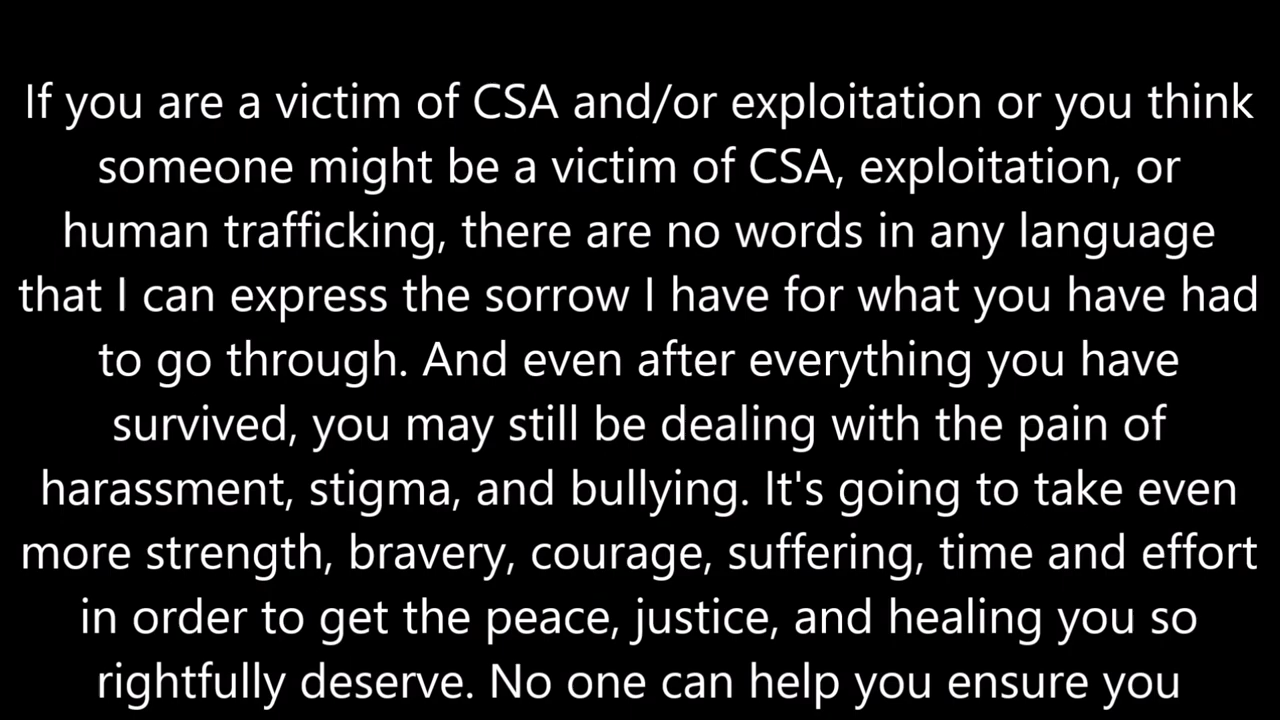 If you are a victim of CSA and/or exploitation or you think
someone might be a victim of CSA, exploitation, or
human trafficking, there are no words in any language
that I can express the sorrow I have for what you have had
to go through. And even after everything you have
survived, you may still be dealing with the pain of
harassment, stigma, and bullying. It's going to take even
more strength, bravery, courage, suffering, time and effort
in order to get the peace, justice, and healing you so
rightfully deserve. No one can help you ensure you